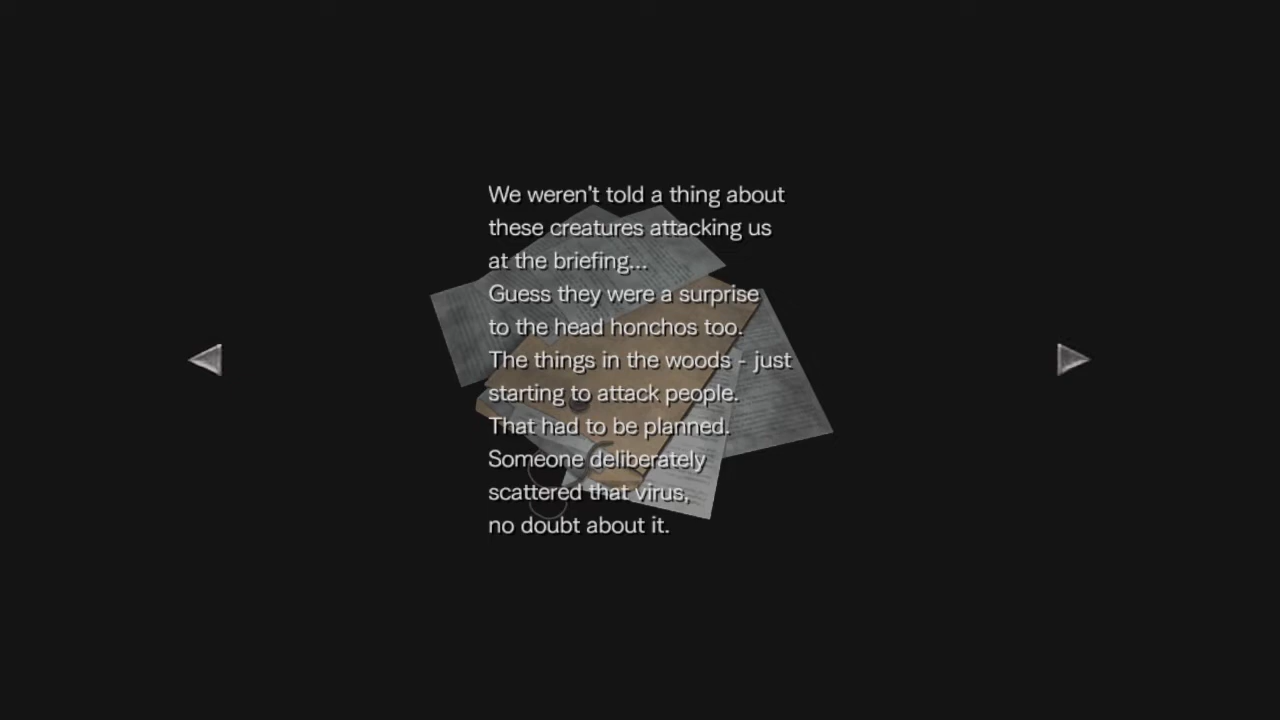 We weren't told a thing about
these creatures attacking us
at the briefing...
Guess they were a surprise
to the head honchos too.
The things in the woods - just
starting to attack people.
That had to be planned.
Someone deliberately
scattered that virus,
no doubt about it.